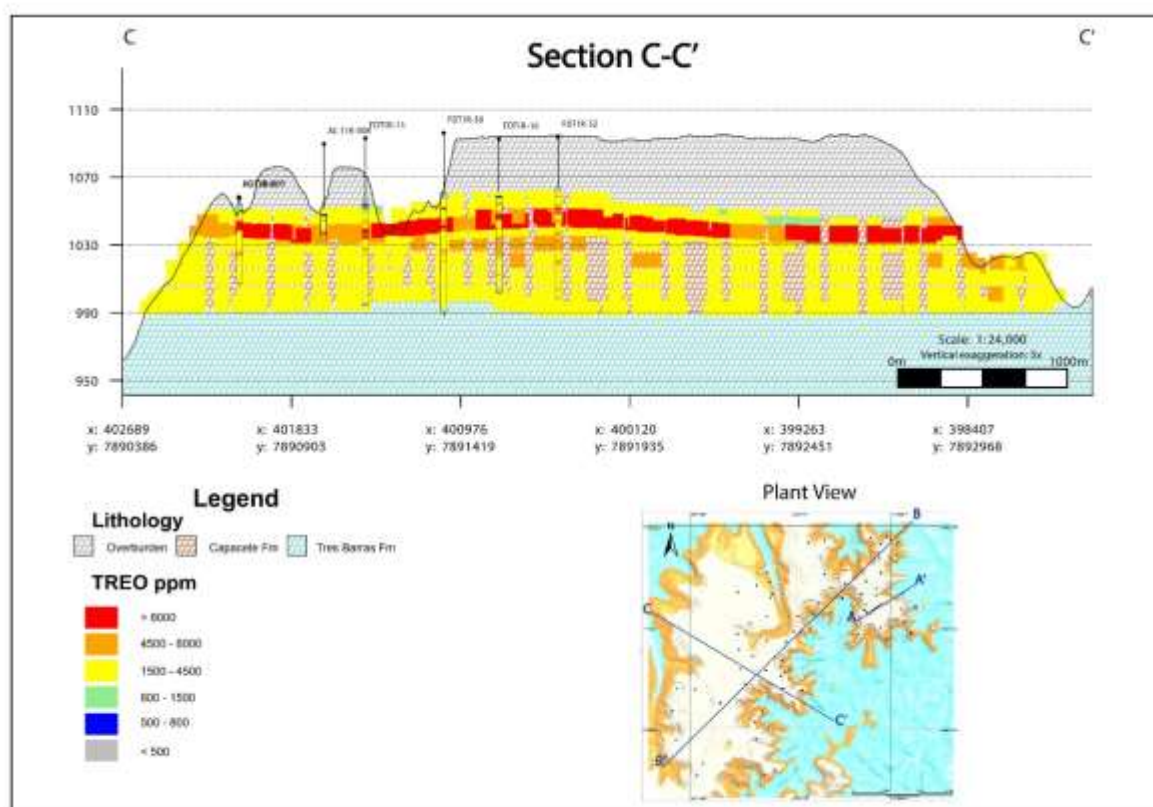 C
C'
Section C-C'
1110
1070
1030
990
950
Scale: 1: 24,000
Vertical exaggeration: 5x
0m
1000m
x: 402689
y: 7890386
x: 401833
y: 7890903
x: 400976
y: 7891419
x: 400120
y: 7891935
x: 399263
y: 7892451
x: 398407
y: 7892968
Legend
Lithology
Overburden
Capacete Fm
Tres Barras Fm
TREO ppm
4500 - 6000
1500 - 4500
800 - 1500
500 - 800
< 500
Plant View
N
B
A'
C
A
C'
B'